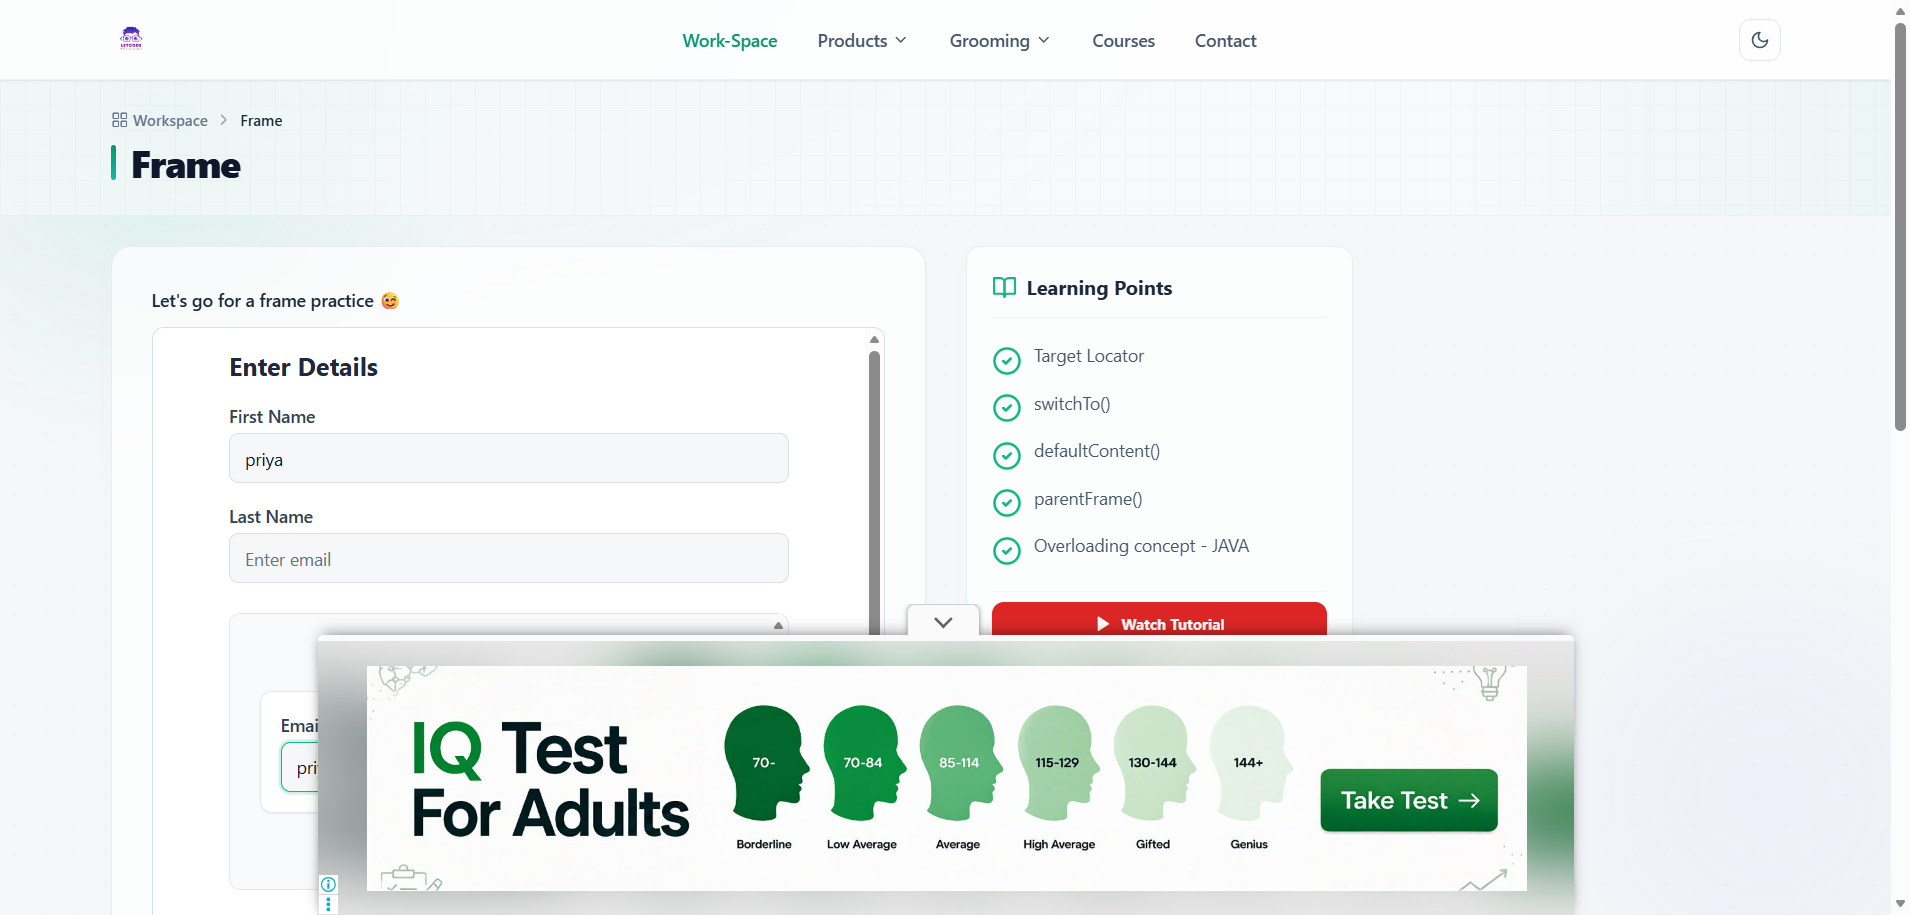 LETCODE
Work-Space
Products
Grooming
Courses
Contact
Workspace
Frame
Frame
Let's go for a frame practice
Enter Details
First Name
priya
Last Name
Enter email
Emai
pri
Learning Points
Target Locator
switchTo()
defaultContent()
parentFrame()
Overloading concept - JAVA
Watch Tutorial
IQ Test
For Adults
70-
70-84
85-114
115-129
130-144
144+
Borderline
Low Average
Average
High Average
Gifted
Genius
Take Test →